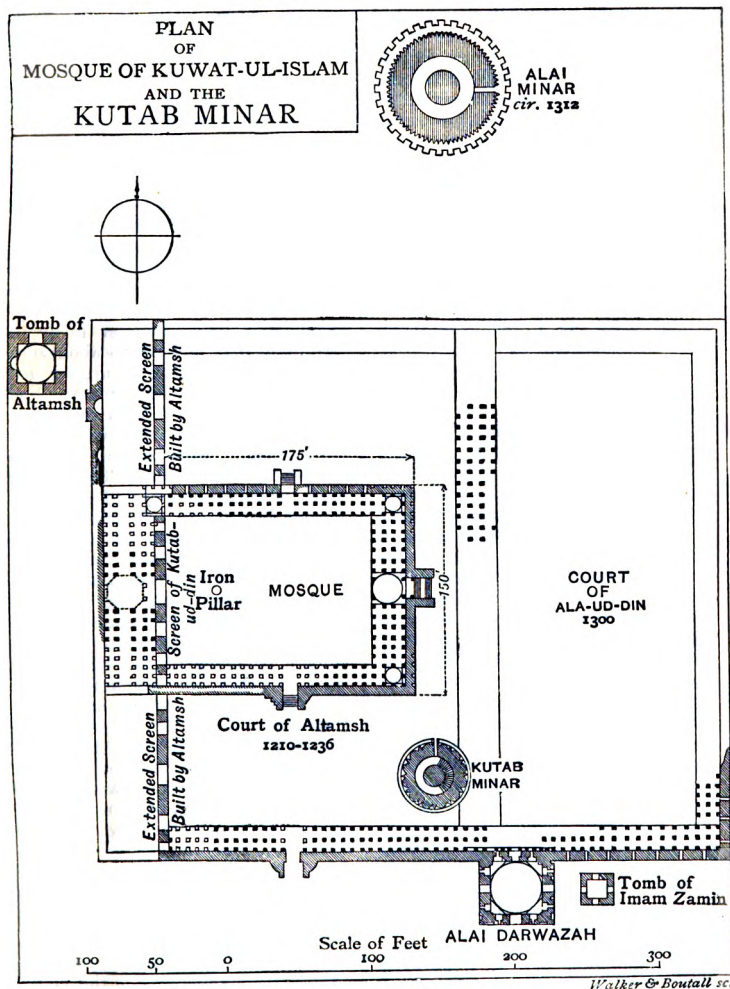 PLAN
OF
MOSQUE OF KUWAT-UL-ISLAM
AND THE
KUTAB MINAR
ALAI
MINAR
cir. 1312
Tomb of
Altamsh
Extended Screen
Built by Altamsh
175'
Screen of Kutab-
ud-din
Iron
Pillar
MOSQUE
150'
COURT
OF
ALA-UD-DIN
1300
Extended Screen
Built by Altamsh
Court of Altamsh
1210-1236
KUTAB
MINAR
Tomb of
Imam Zamin
ALAI DARWAZAH
Scale of Feet
100 50 0 100 200 300
Walker & Boutall sc.